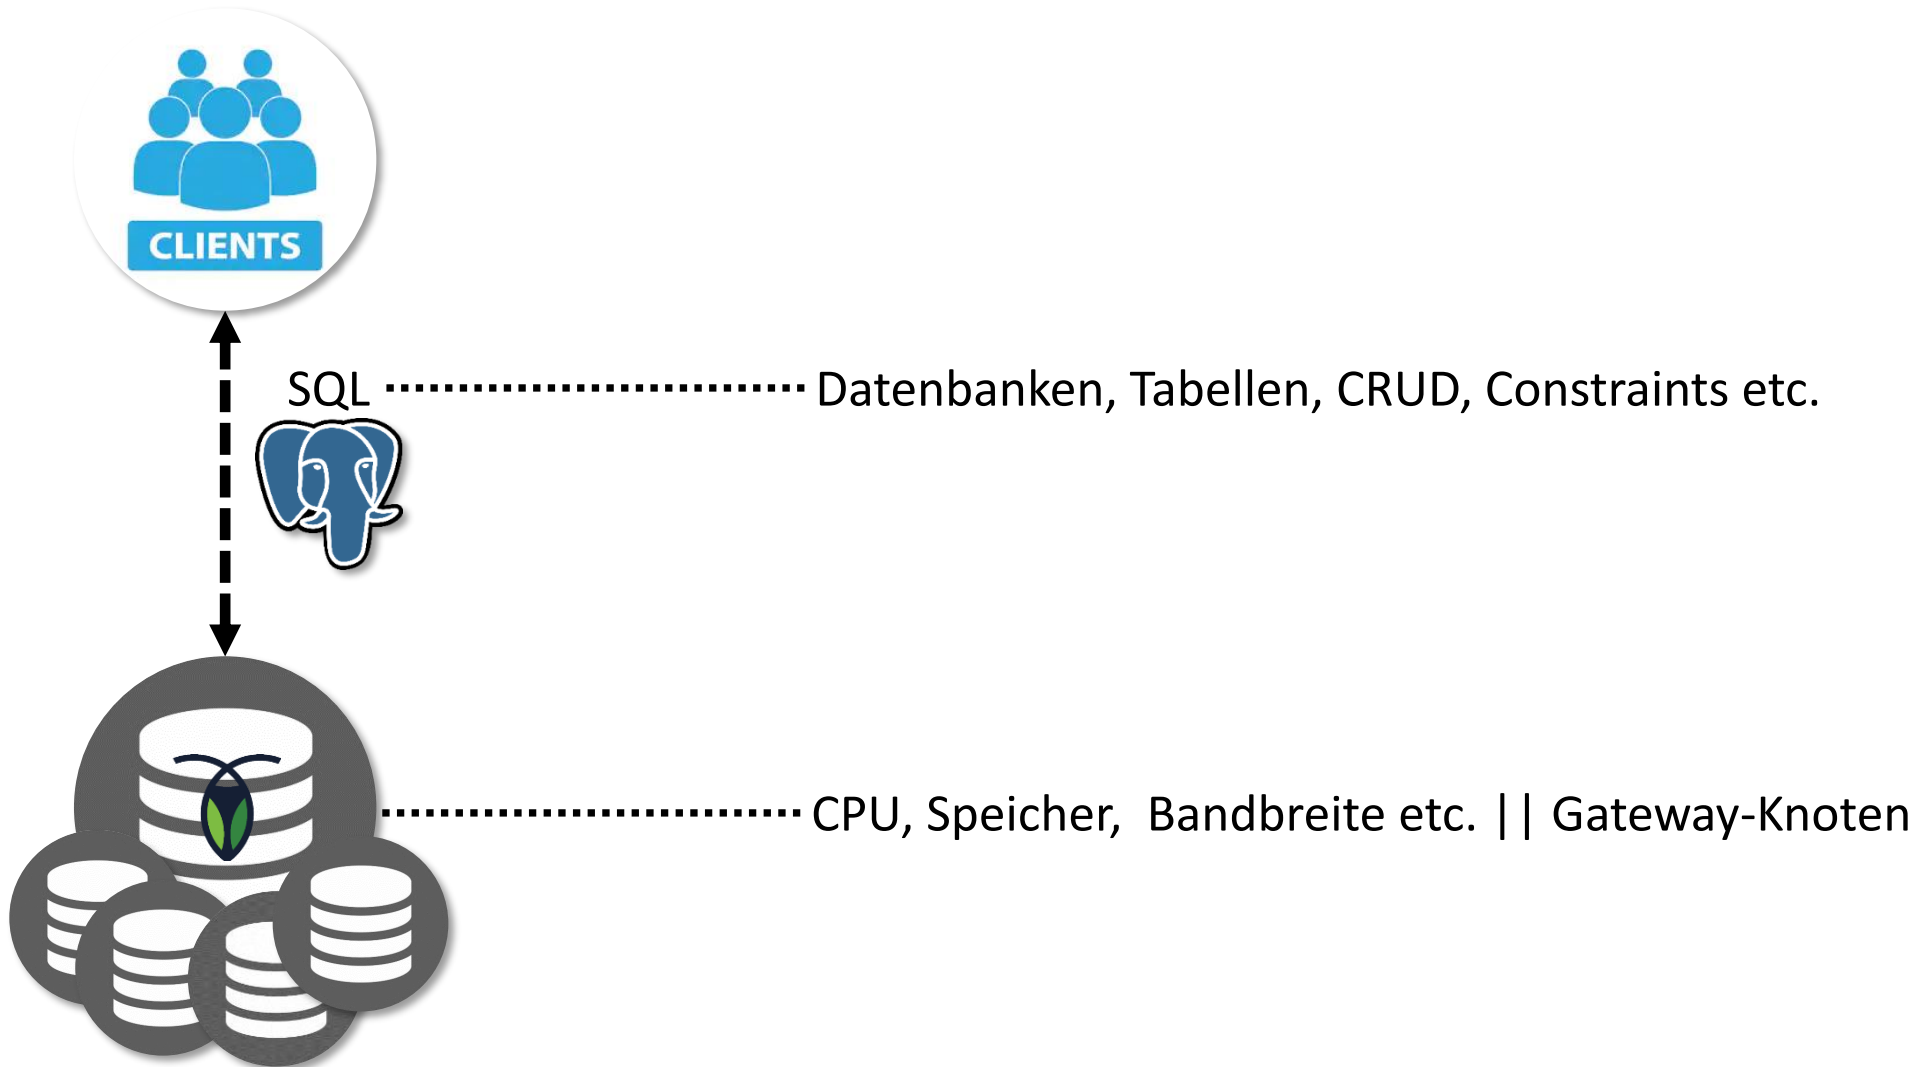 CLIENTS
SQL
Datenbanken, Tabellen, CRUD, Constraints etc.
CPU, Speicher, Bandbreite etc. || Gateway-Knoten